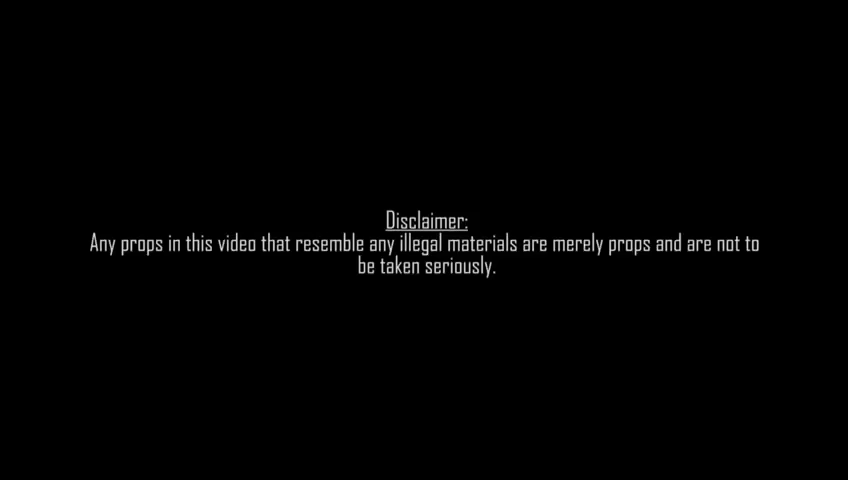 Disclaimer:
Any props in this video that resemble any illegal materials are merely props and are not to
be taken seriously.